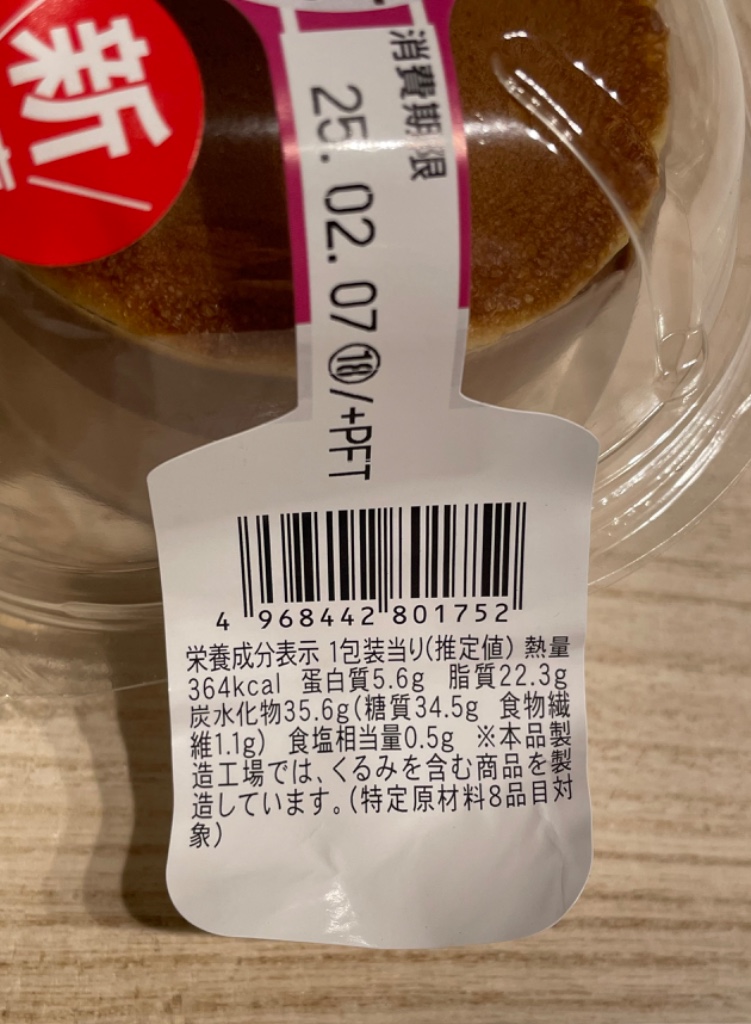 新
消費期限
25.02.07⑱/+PFT
4 968442 801752
栄養成分表示 1包装当り(推定値) 熱量
364kcal 蛋白質5.6g 脂質22.3g
炭水化物35.6g(糖質34.5g 食物繊
維1.1g) 食塩相当量0.5g ※本品製
造工場では、くるみを含む商品を製
造しています。(特定原材料8品目対
象)